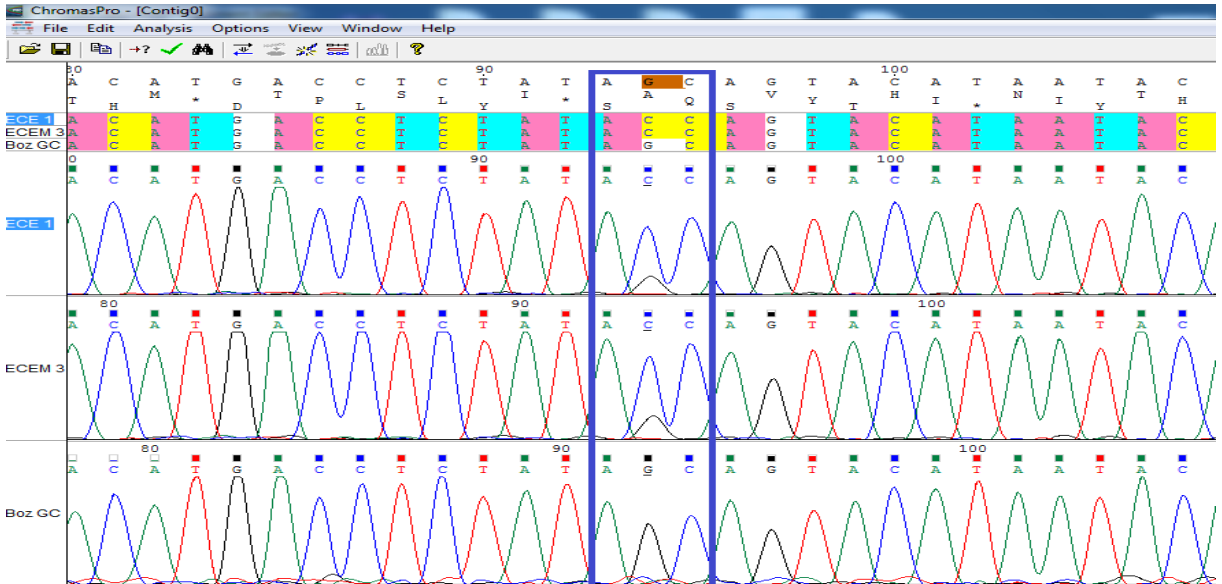 ChromasPro - [Contig0]
File Edit Analysis Options View Window Help
80 90 100
A C A T G A C C T C T A T A G C A G T A C A T A A T A C
T H M * D T P L S L Y I * S A Q S V Y T H I * N I Y T H
ECE 1 A C A T G A C C T C T A T A C C A G T A C A T A A T A C
ECEM 3 A C A T G A C C T C T A T A C C A G T A C A T A A T A C
Boz GC A C A T G A C C T C T A T A G C A G T A C A T A A T A C
0 90 100
A C A T G A C C T C T A T A C C A G T A C A T A A T A C
ECE 1
80 90 100
A C A T G A C C T C T A T A C C A G T A C A T A A T A C
ECEM 3
80 90 100
A C A T G A C C T C T A T A G C A G T A C A T A A T A C
Boz GC